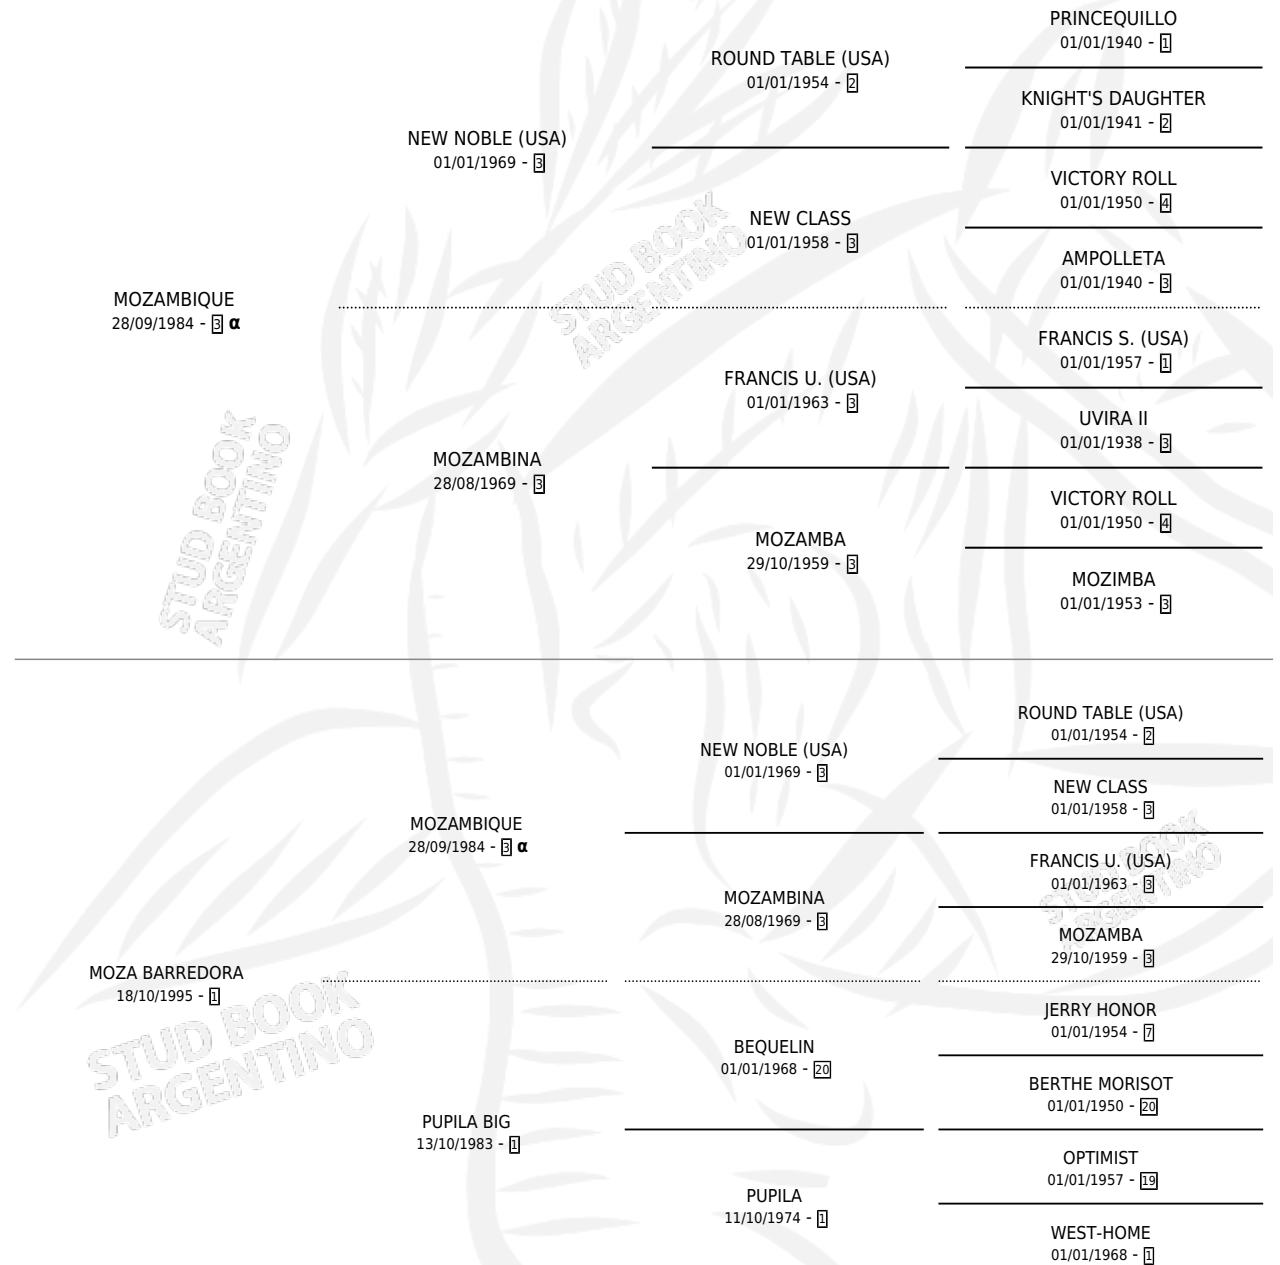 PRINCEQUILLO
01/01/1940 - 1
ROUND TABLE (USA)
01/01/1954 - 2
KNIGHT'S DAUGHTER
01/01/1941 - 2
NEW NOBLE (USA)
01/01/1969 - 3
VICTORY ROLL
01/01/1950 - 4
NEW CLASS
01/01/1958 - 3
AMPOLLETA
01/01/1940 - 3
MOZAMBIQUE
28/09/1984 - 3 α
FRANCIS S. (USA)
01/01/1957 - 1
FRANCIS U. (USA)
01/01/1963 - 3
UVIRA II
01/01/1938 - 3
MOZAMBINA
28/08/1969 - 3
VICTORY ROLL
01/01/1950 - 4
MOZAMBA
29/10/1959 - 3
MOZIMBA
01/01/1953 - 3
STUD BOOK
ARGENTINO
STUD BOOK
ARGENTINO
ROUND TABLE (USA)
01/01/1954 - 2
NEW NOBLE (USA)
01/01/1969 - 3
NEW CLASS
01/01/1958 - 3
MOZAMBIQUE
28/09/1984 - 3 α
FRANCIS U. (USA)
01/01/1963 - 3
MOZAMBINA
28/08/1969 - 3
MOZAMBA
29/10/1959 - 3
MOZA BARREDORA
18/10/1995 - 1
JERRY HONOR
01/01/1954 - 7
BEQUELIN
01/01/1968 - 20
BERTHE MORISOT
01/01/1950 - 20
PUPILA BIG
13/10/1983 - 1
OPTIMIST
01/01/1957 - 19
PUPILA
11/10/1974 - 1
WEST-HOME
01/01/1968 - 1
STUD BOOK
ARGENTINO
STUD BOOK
ARGENTINO